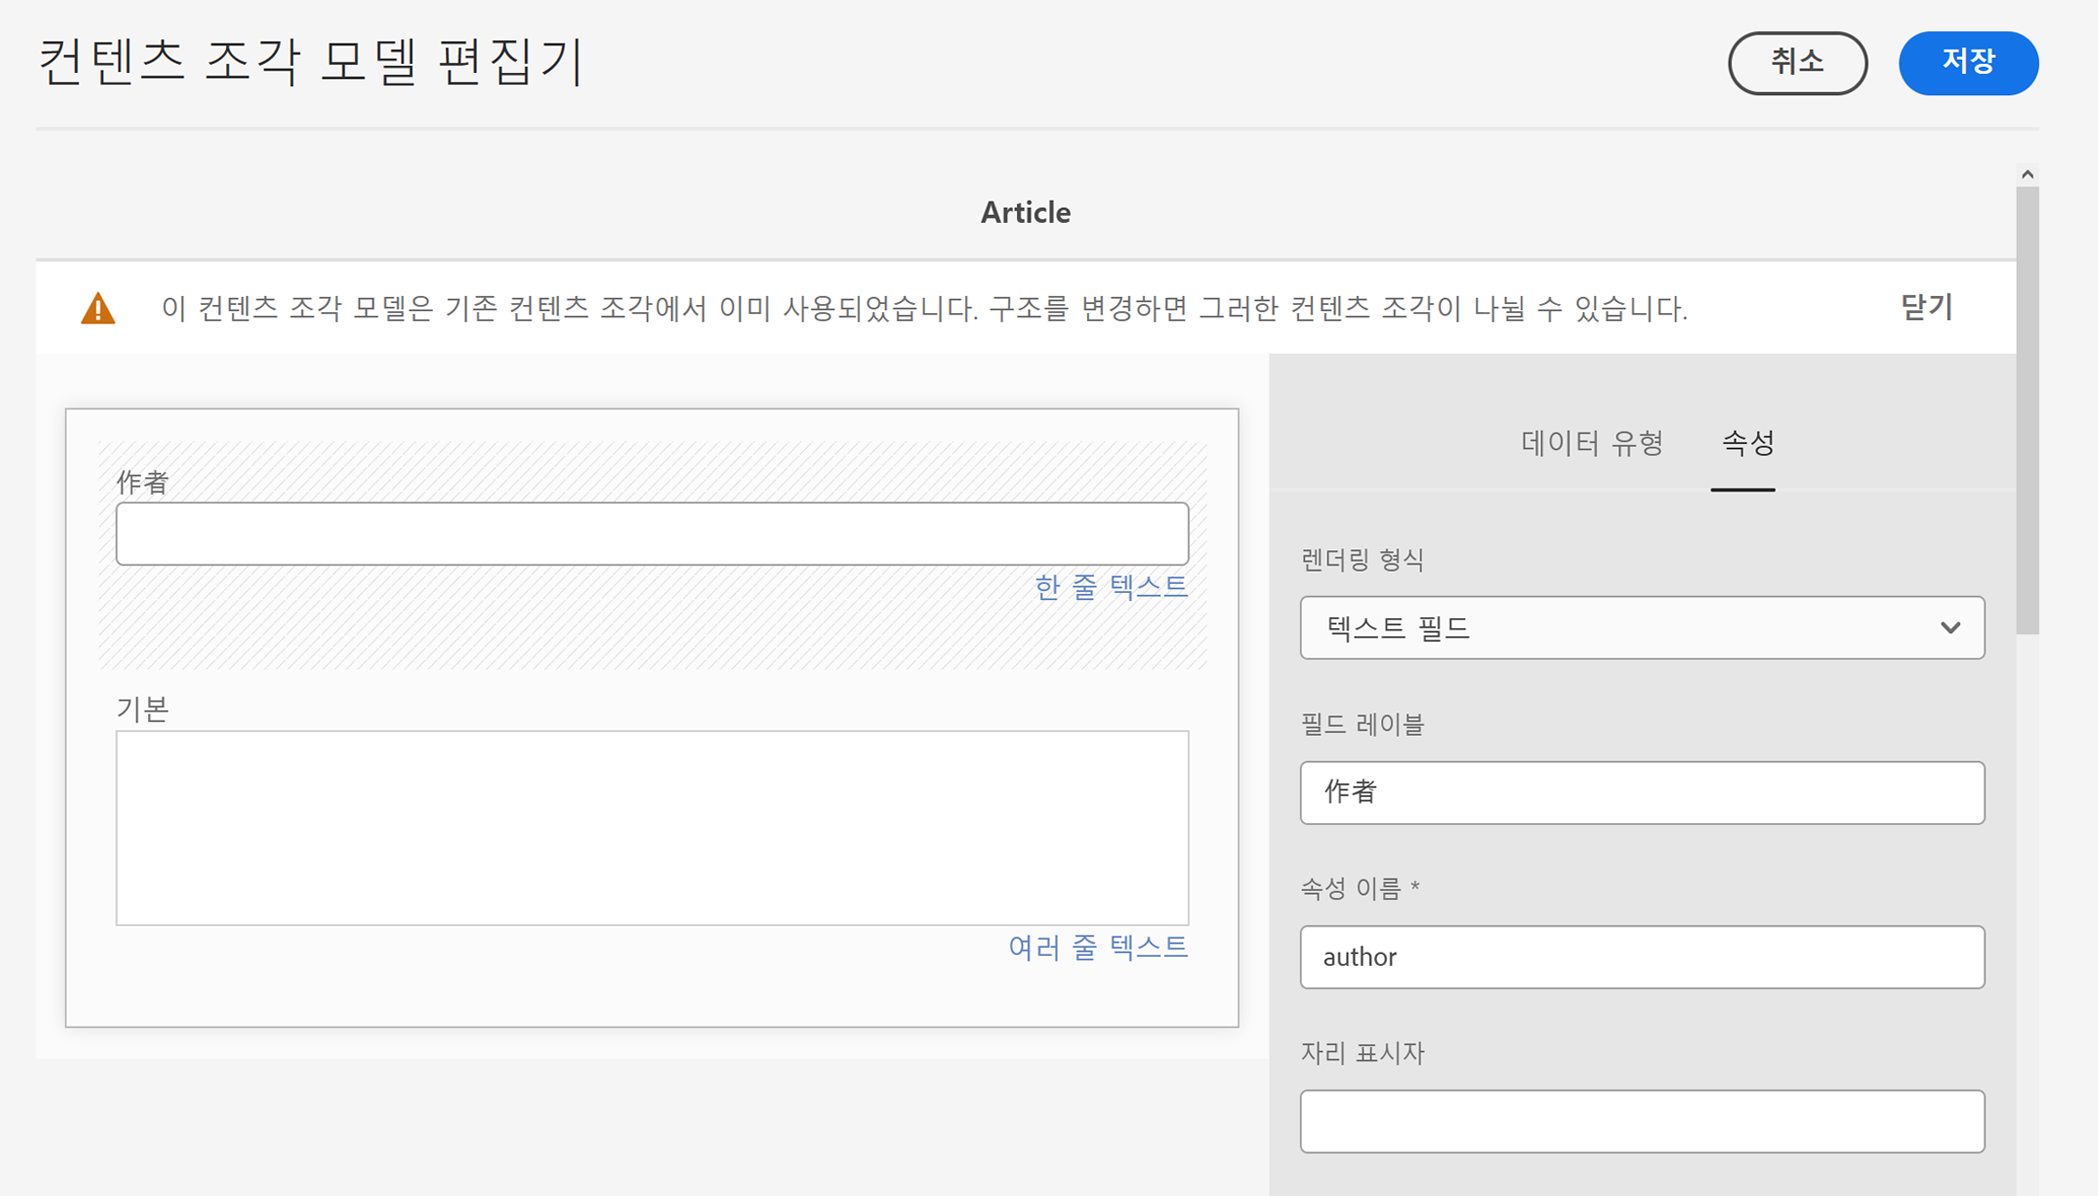 컨텐츠 조각 모델 편집기
취소
저장
Article
이 컨텐츠 조각 모델은 기존 컨텐츠 조각에서 이미 사용되었습니다. 구조를 변경하면 그러한 컨텐츠 조각이 나뉠 수 있습니다.
닫기
作者
한 줄 텍스트
기본
여러 줄 텍스트
데이터 유형
속성
렌더링 형식
텍스트 필드
필드 레이블
作者
속성 이름 *
author
자리 표시자